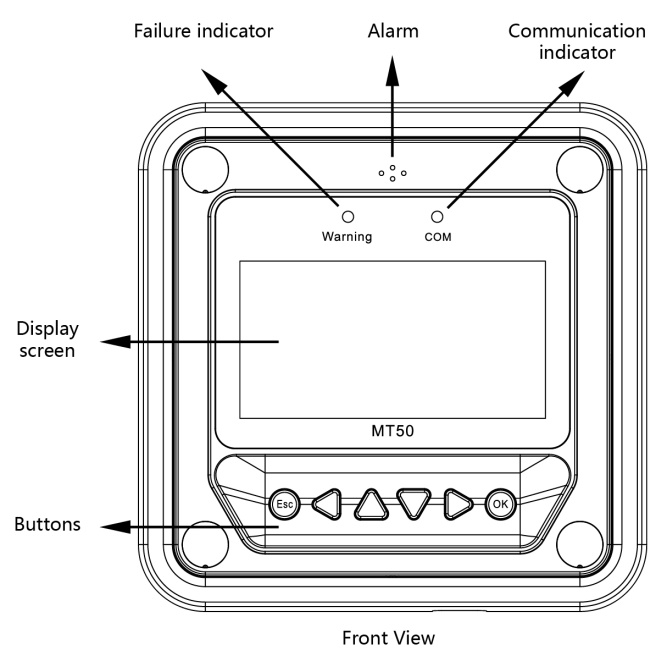 Failure indicator
Alarm
Communication
indicator
Warning
COM
Display
screen
MT50
Esc
OK
Buttons
Front View